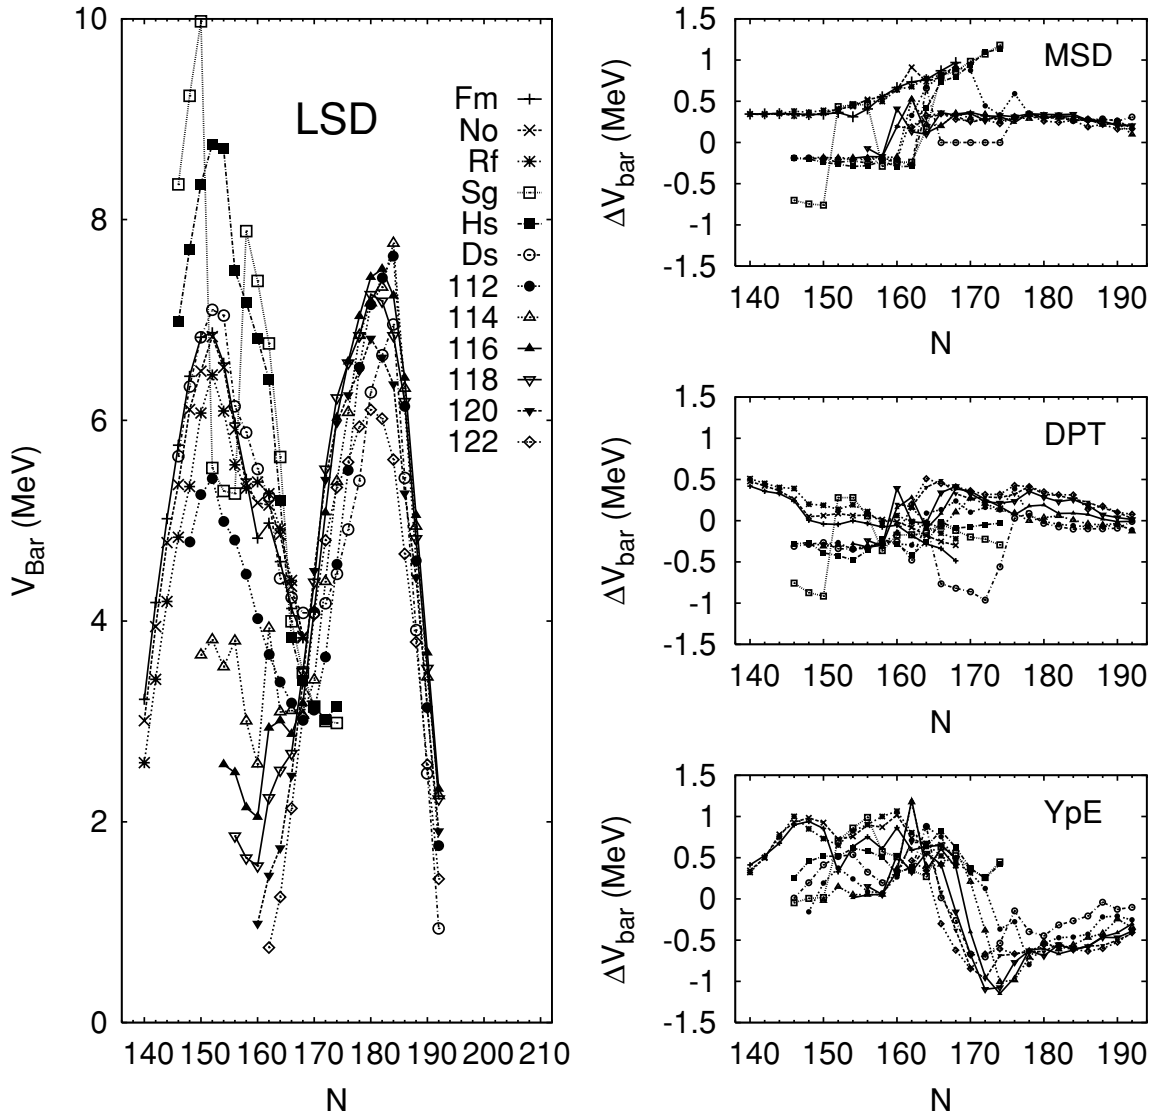 10
8
6
4
2
0
V_Bar (MeV)
LSD
Fm
No
Rf
Sg
Hs
Ds
112
114
116
118
120
122
140 150 160 170 180 190 200 210
N
1.5
1
0.5
0
-0.5
-1
-1.5
ΔV_bar (MeV)
MSD
140 150 160 170 180 190
N
1.5
1
0.5
0
-0.5
-1
-1.5
ΔV_bar (MeV)
DPT
140 150 160 170 180 190
N
1.5
1
0.5
0
-0.5
-1
-1.5
ΔV_bar (MeV)
YpE
140 150 160 170 180 190
N